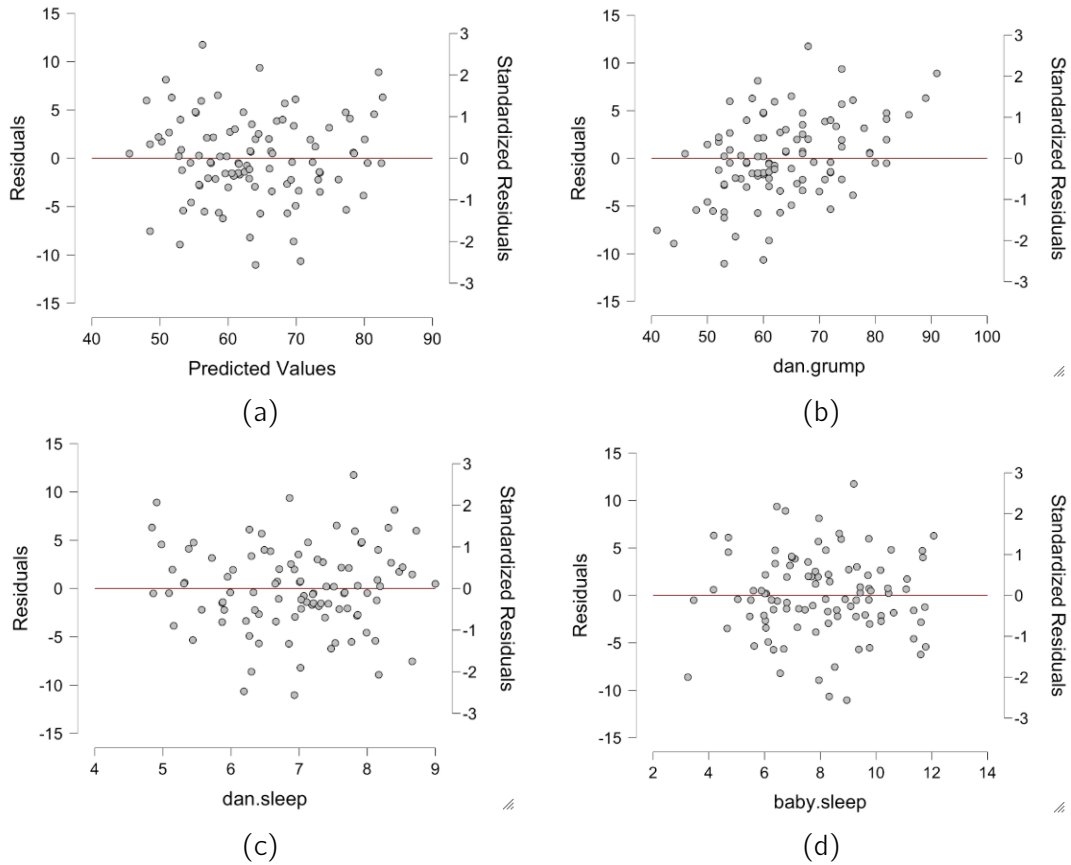 15
10
5
0
-5
-10
-15
Residuals
3
2
1
0
-1
-2
-3
Standardized Residuals
40 50 60 70 80 90
Predicted Values
(a)
15
10
5
0
-5
-10
-15
Residuals
3
2
1
0
-1
-2
-3
Standardized Residuals
40 50 60 70 80 90 100
dan.grump
(b)
15
10
5
0
-5
-10
-15
Residuals
3
2
1
0
-1
-2
-3
Standardized Residuals
4 5 6 7 8 9
dan.sleep
(c)
15
10
5
0
-5
-10
-15
Residuals
3
2
1
0
-1
-2
-3
Standardized Residuals
2 4 6 8 10 12 14
baby.sleep
(d)